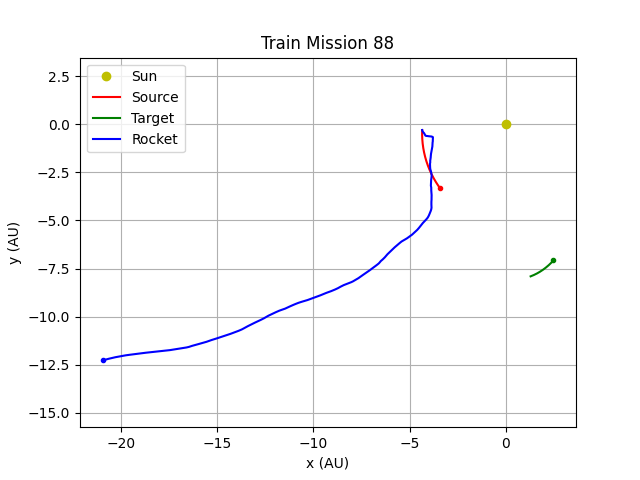 Train Mission 88
Sun
Source
Target
Rocket
2.5
0.0
−2.5
−5.0
−7.5
−10.0
−12.5
−15.0
y (AU)
−20
−15
−10
−5
0
x (AU)